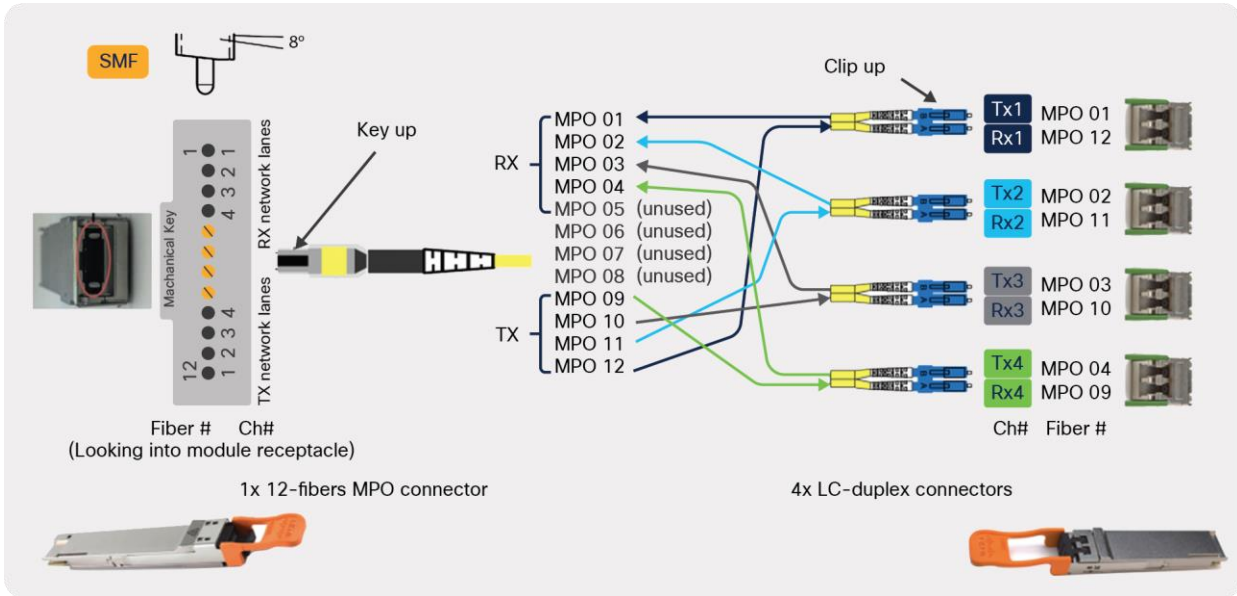 SMF
8°
Clip up
Key up
Machanical Key
1
12
1
2
3
4
4
3
2
1
RX network lanes
TX network lanes
Fiber # Ch#
(Looking into module receptacle)
RX
MPO 01
MPO 02
MPO 03
MPO 04
MPO 05 (unused)
MPO 06 (unused)
MPO 07 (unused)
MPO 08 (unused)
TX
MPO 09
MPO 10
MPO 11
MPO 12
Tx1 MPO 01
Rx1 MPO 12
Tx2 MPO 02
Rx2 MPO 11
Tx3 MPO 03
Rx3 MPO 10
Tx4 MPO 04
Rx4 MPO 09
Ch# Fiber #
1x 12-fibers MPO connector
4x LC-duplex connectors